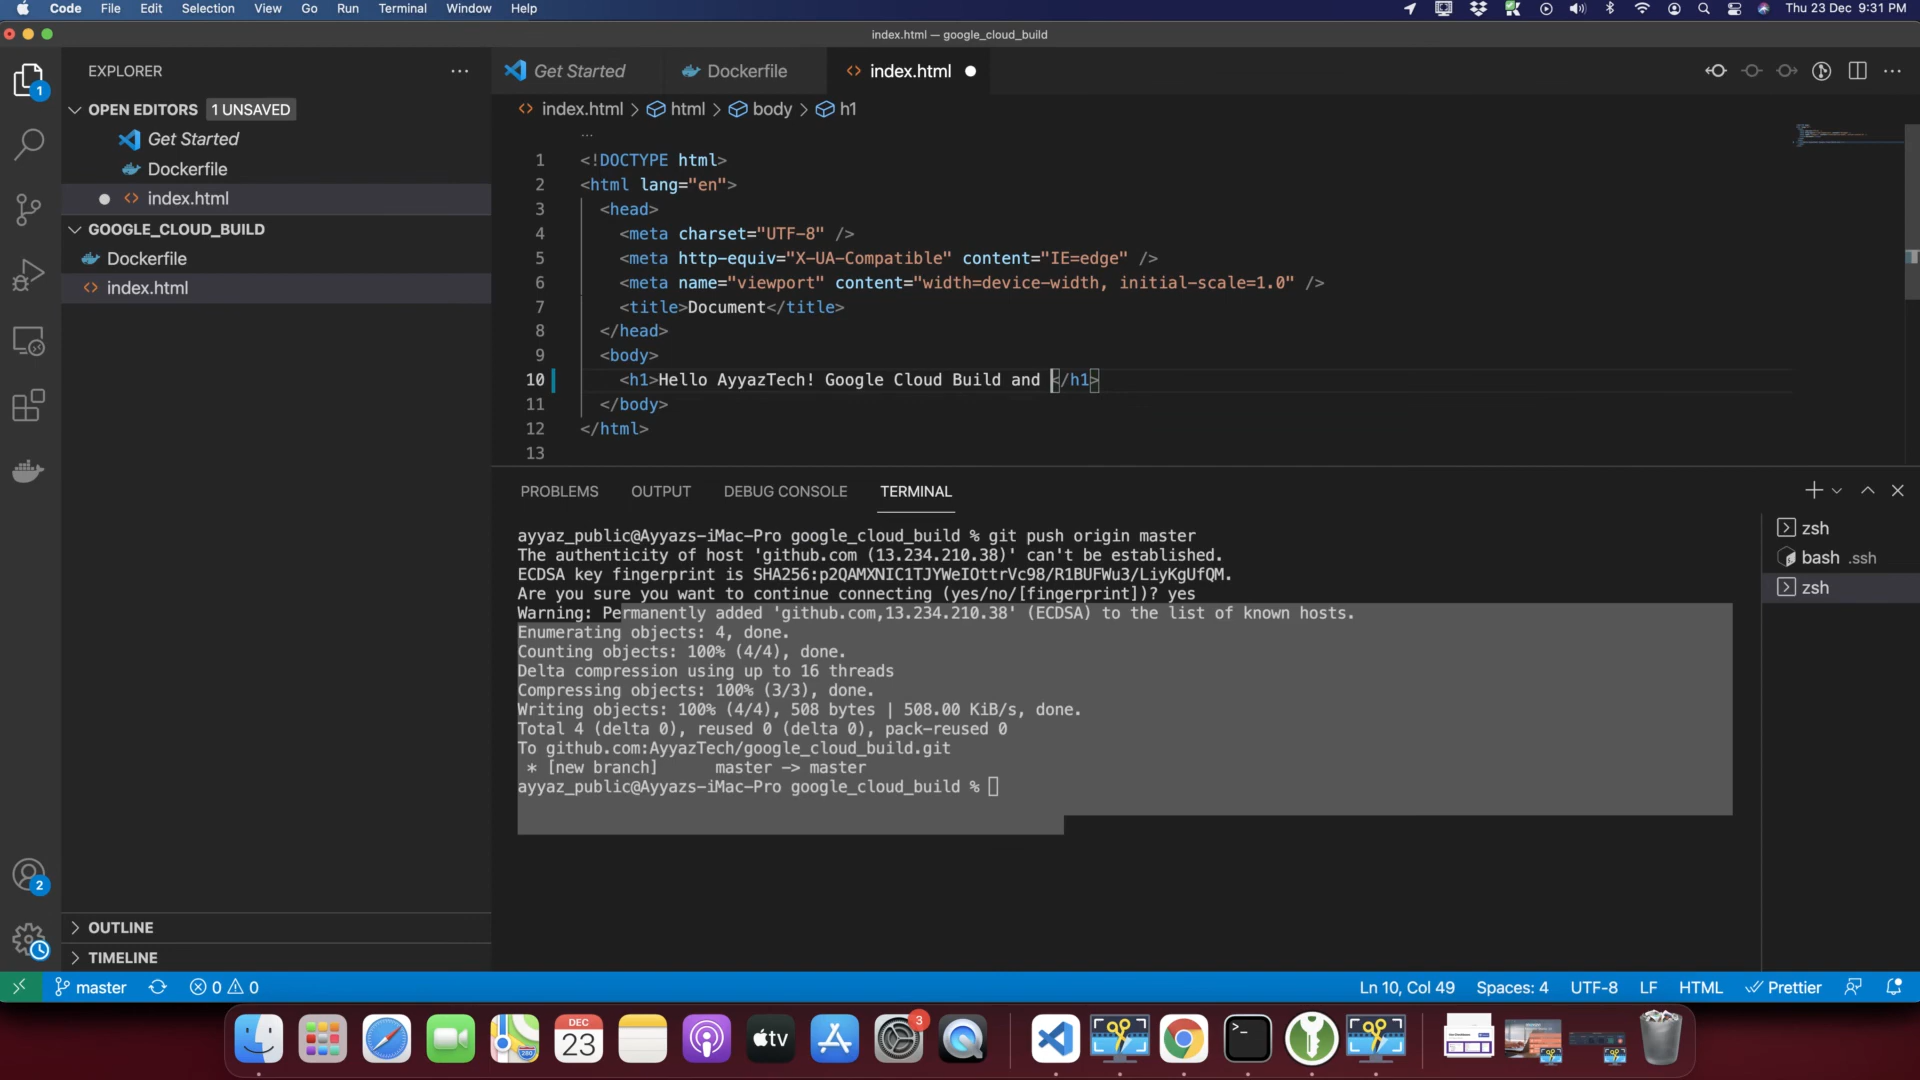 Code File Edit Selection View Go Run Terminal Window Help Thu 23 Dec 9:31 PM
index.html — google_cloud_build
EXPLORER
OPEN EDITORS 1 UNSAVED
Get Started
Dockerfile
index.html
GOOGLE_CLOUD_BUILD
Dockerfile
index.html
OUTLINE
TIMELINE
1
2
Get Started Dockerfile index.html
index.html > html > body > h1
...
1 <!DOCTYPE html>
2 <html lang="en">
3 <head>
4 <meta charset="UTF-8" />
5 <meta http-equiv="X-UA-Compatible" content="IE=edge" />
6 <meta name="viewport" content="width=device-width, initial-scale=1.0" />
7 <title>Document</title>
8 </head>
9 <body>
10 <h1>Hello AyyazTech! Google Cloud Build and </h1>
11 </body>
12 </html>
13
PROBLEMS OUTPUT DEBUG CONSOLE TERMINAL
ayyaz_public@Ayyazs-iMac-Pro google_cloud_build % git push origin master
The authenticity of host 'github.com (13.234.210.38)' can't be established.
ECDSA key fingerprint is SHA256:p2QAMXNIC1TJYWeIOttrVc98/R1BUFWu3/LiyKgUfQM.
Are you sure you want to continue connecting (yes/no/[fingerprint])? yes
Warning: Permanently added 'github.com,13.234.210.38' (ECDSA) to the list of known hosts.
Enumerating objects: 4, done.
Counting objects: 100% (4/4), done.
Delta compression using up to 16 threads
Compressing objects: 100% (3/3), done.
Writing objects: 100% (4/4), 508 bytes | 508.00 KiB/s, done.
Total 4 (delta 0), reused 0 (delta 0), pack-reused 0
To github.com:AyyazTech/google_cloud_build.git
* [new branch] master -> master
ayyaz_public@Ayyazs-iMac-Pro google_cloud_build %
zsh
bash .ssh
zsh
master 0 0 Ln 10, Col 49 Spaces: 4 UTF-8 LF HTML Prettier
DEC
23
280
tv
3
>_